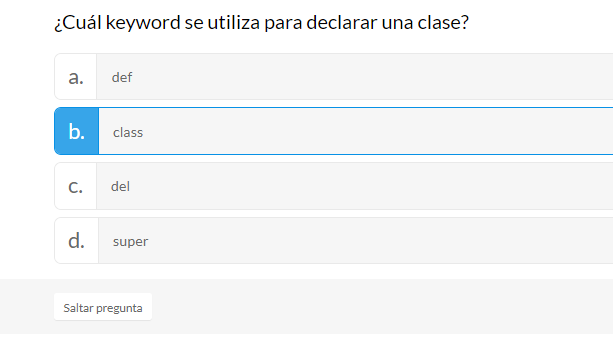 ¿Cuál keyword se utiliza para declarar una clase?
a. def
b. class
c. del
d. super
Saltar pregunta